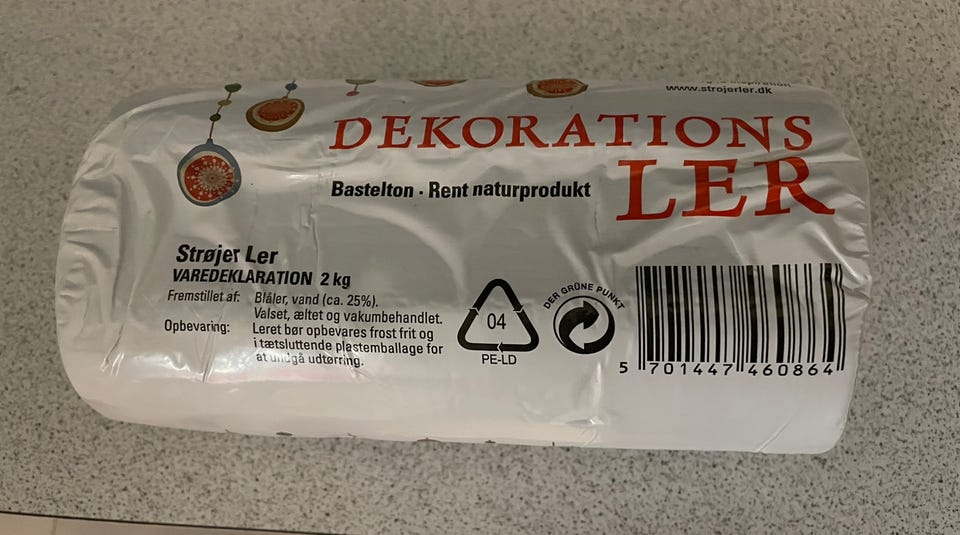 www.strojerler.dk
DEKORATIONS
LER
Bastelton · Rent naturprodukt
Strøjer Ler
VAREDEKLARATION 2 kg
Fremstillet af: Blåler, vand (ca. 25%).
Valset, æltet og vakumbehandlet.
Opbevaring: Leret bør opbevares frost frit og
i tætsluttende plastemballage for
at undgå udtørring.
04
PE-LD
DER GRÜNE PUNKT
5 701447 460864